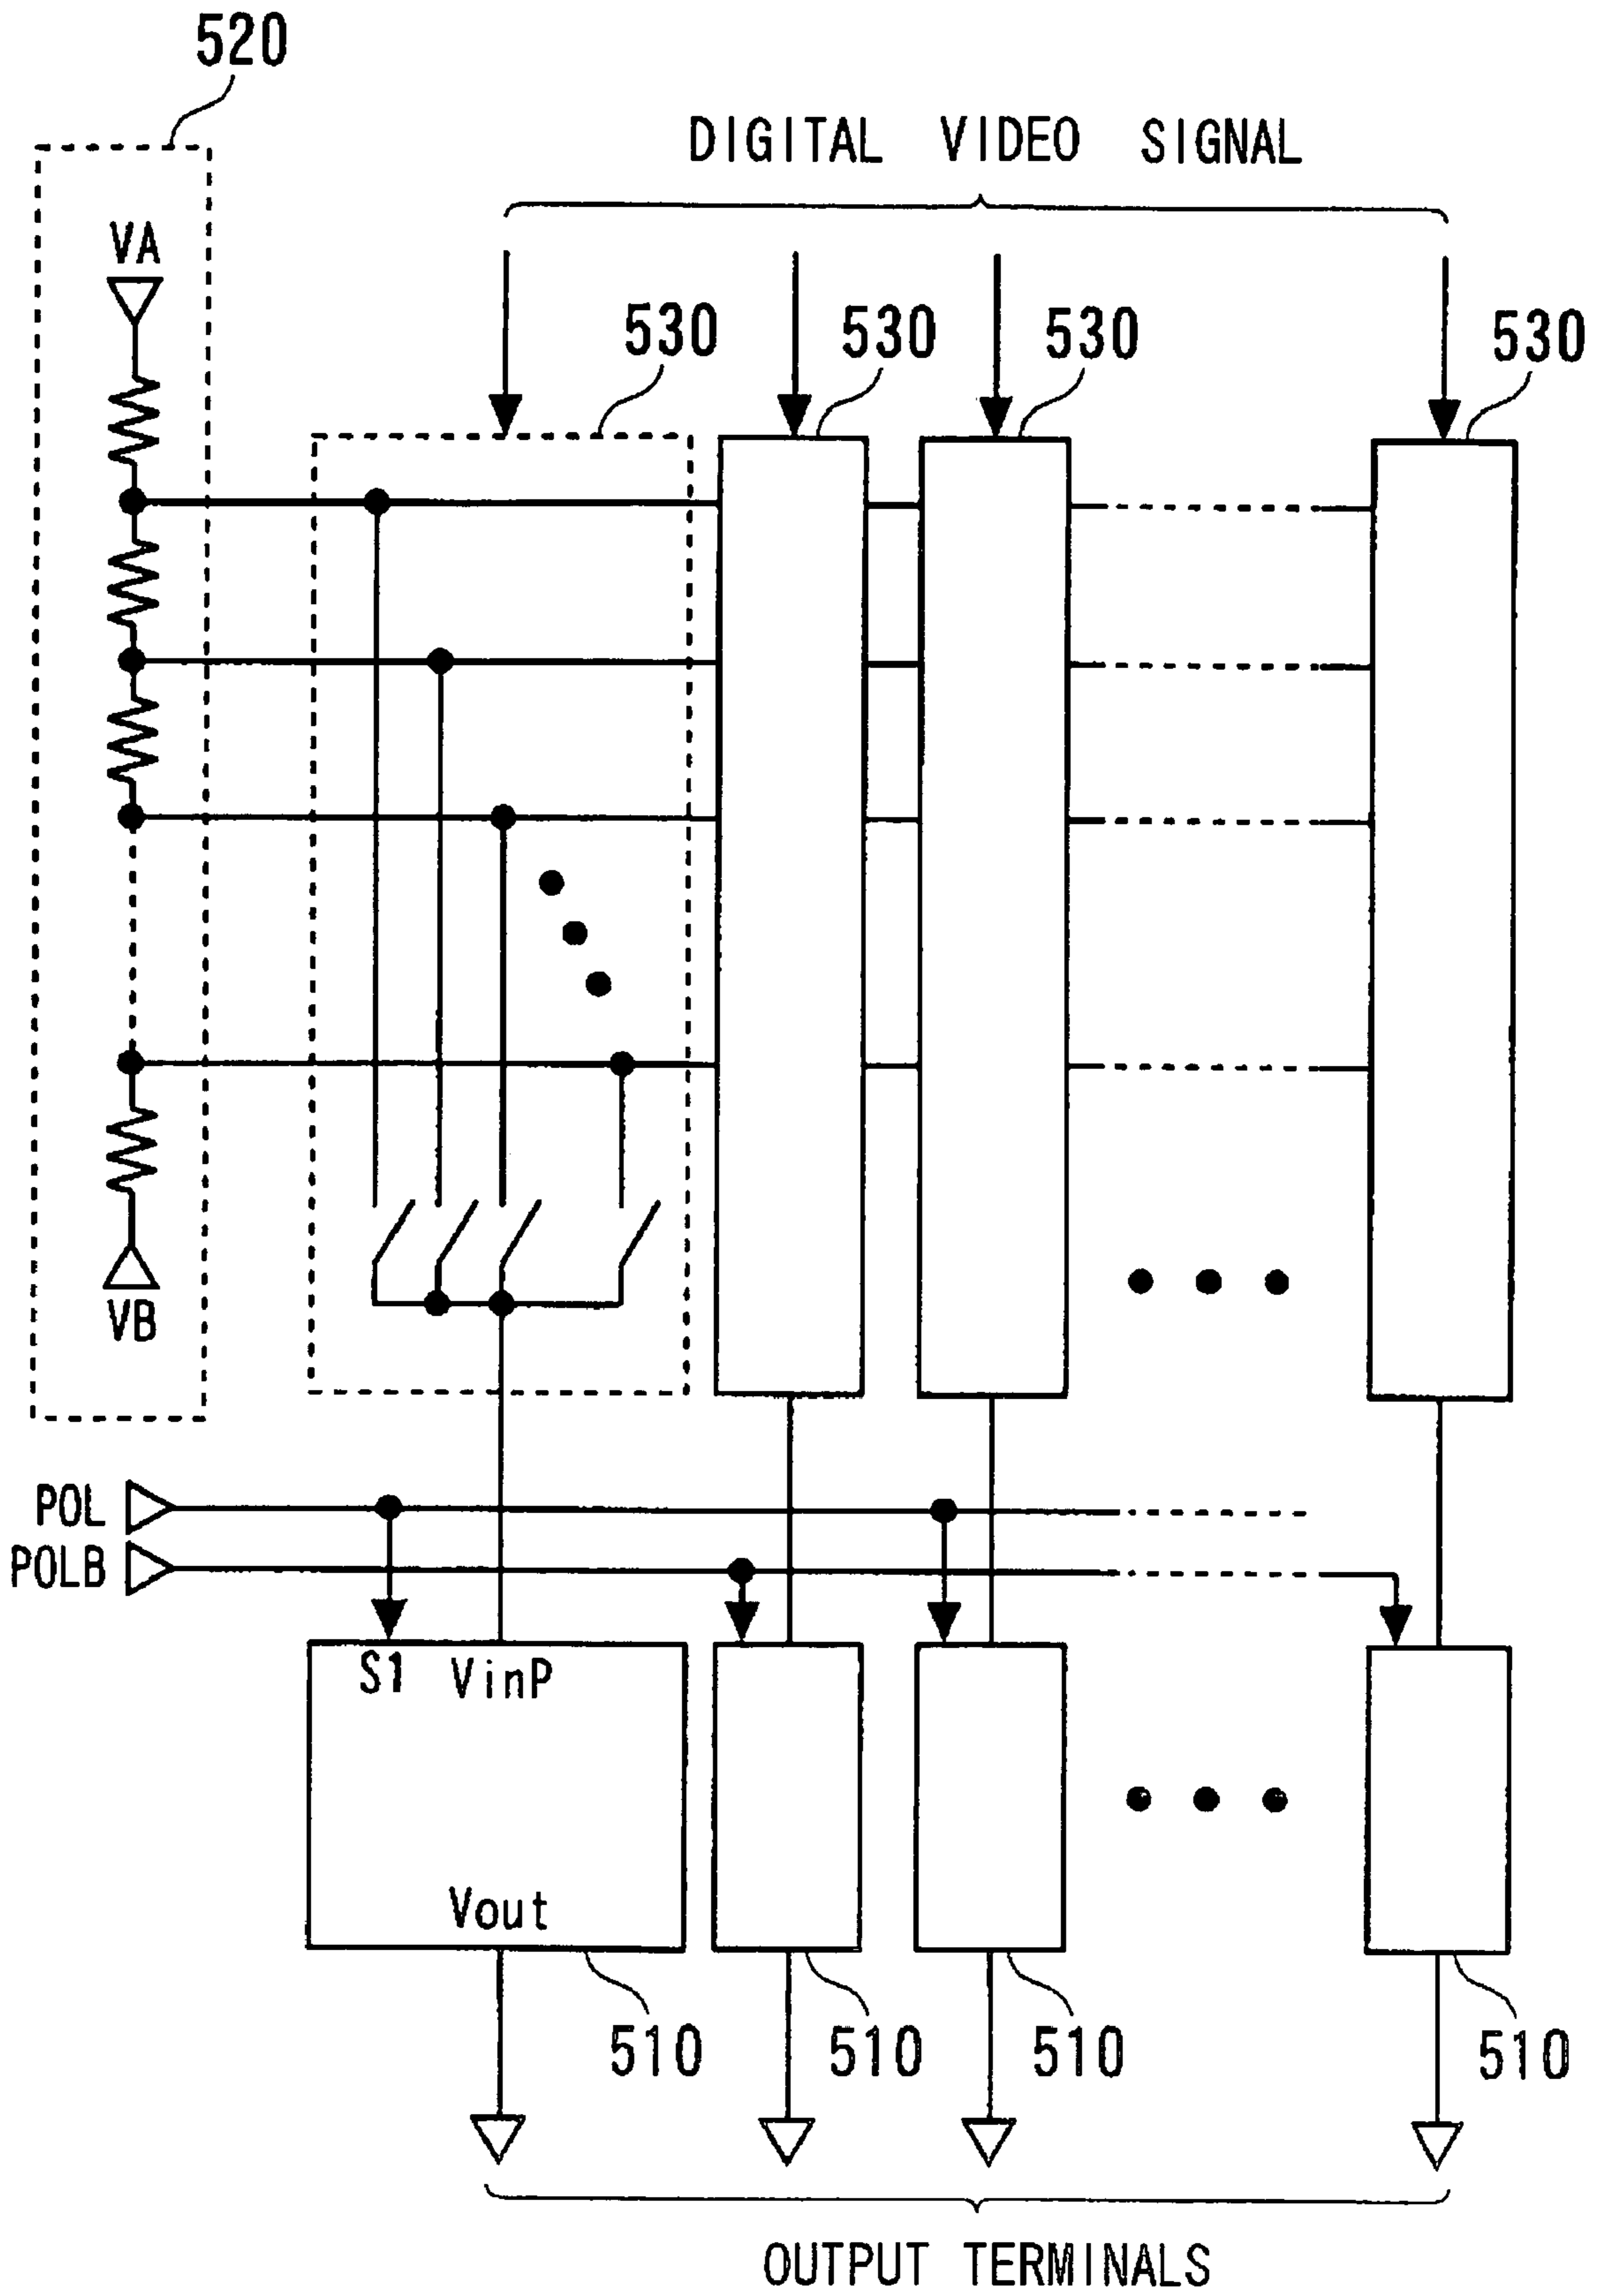 520
DIGITAL VIDEO SIGNAL
VA
530
530
530
530
VB
POL
POLB
S1 VinP
Vout
510
510
510
510
OUTPUT TERMINALS